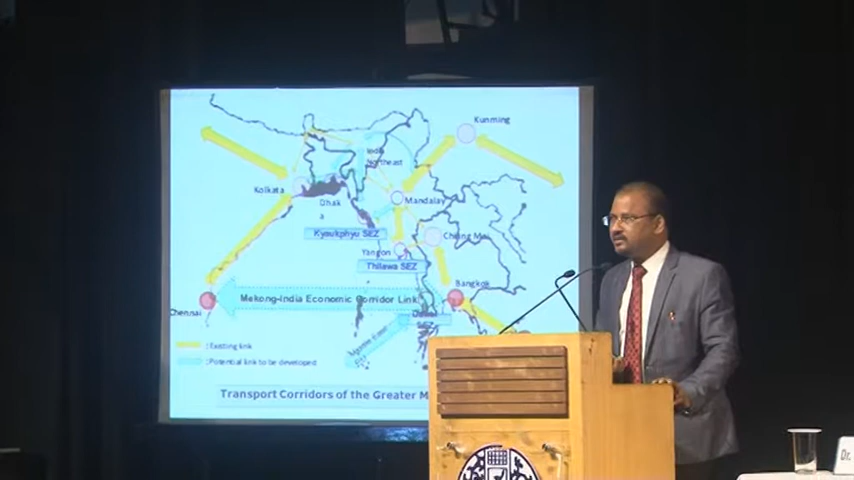 Kunming
India
Northeast
Kolkata
Mandalay
Dhak
a
Kyaukphyu SEZ
Chiang Mai
Yangon
Thilawa SEZ
Bangkok
Mekong-India Economic Corridor Link
Chennai
SEZ
: Existing link
: Potential link to be developed
Transport Corridors of the Greater
Dr.